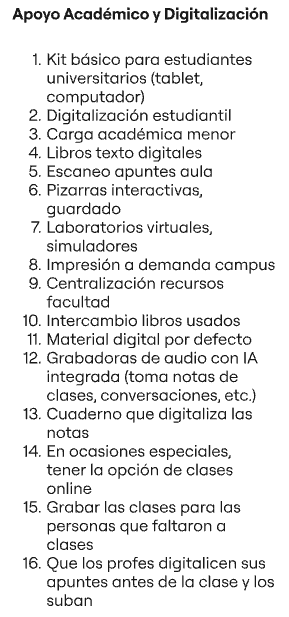 Apoyo Académico y Digitalización
1. Kit básico para estudiantes
universitarios (tablet,
computador)
2. Digitalización estudiantil
3. Carga académica menor
4. Libros texto digitales
5. Escaneo apuntes aula
6. Pizarras interactivas,
guardado
7. Laboratorios virtuales,
simuladores
8. Impresión a demanda campus
9. Centralización recursos
facultad
10. Intercambio libros usados
11. Material digital por defecto
12. Grabadoras de audio con IA
integrada (toma notas de
clases, conversaciones, etc.)
13. Cuaderno que digitaliza las
notas
14. En ocasiones especiales,
tener la opción de clases
online
15. Grabar las clases para las
personas que faltaron a
clases
16. Que los profes digitalicen sus
apuntes antes de la clase y los
suban